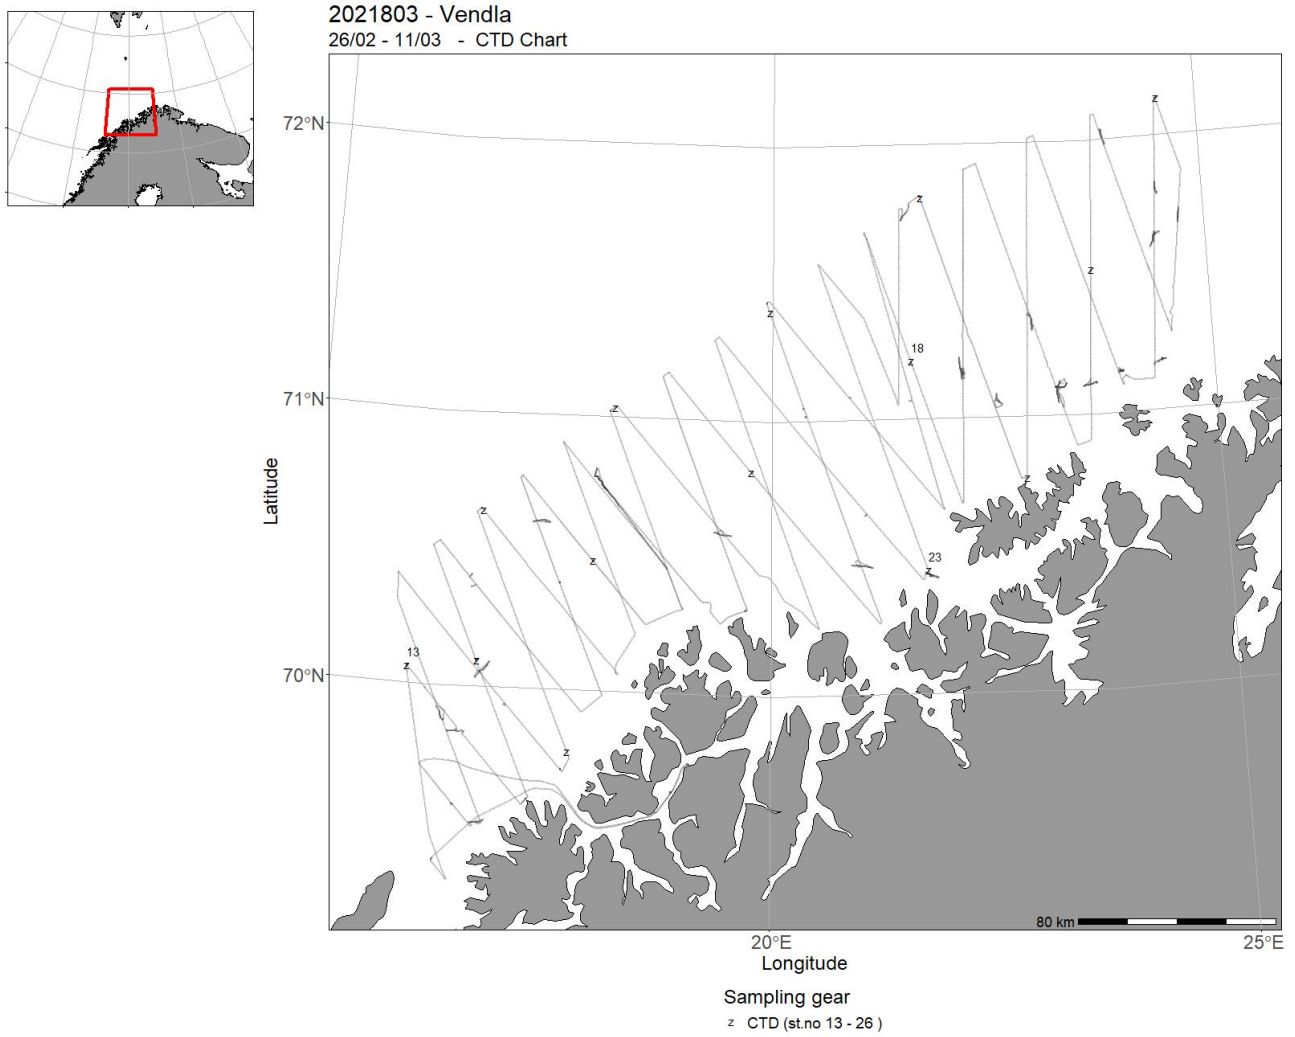 2021803 - Vendla
26/02 - 11/03 - CTD Chart
72°N
71°N
70°N
Latitude
z
z
z
z
18
z
z
z
z
z
z
23
z
z
13
z
z
z
80 km
20°E
25°E
Longitude
Sampling gear
z CTD (st.no 13 - 26 )